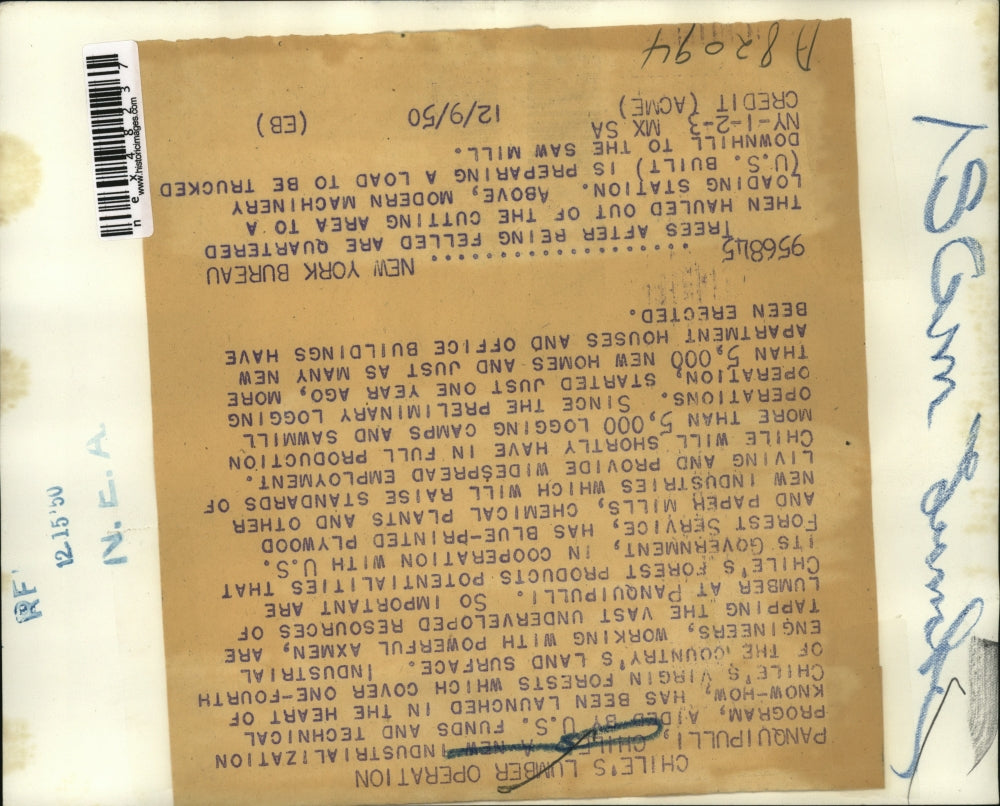 CHILE'S LUMBER OPERATION
PANQUIPULLI, CHILE - A NEW INDUSTRIALIZATION
PROGRAM, AIDED BY U.S. FUNDS AND TECHNICAL
KNOW-HOW, HAS BEEN LAUNCHED IN THE HEART OF
CHILE'S VIRGIN FORESTS WHICH COVER ONE-FOURTH
OF THE COUNTRY'S LAND SURFACE. INDUSTRIAL
ENGINEERS, WORKING WITH POWERFUL AXMEN, ARE
TAPPING THE VAST UNDERVELOPED RESOURCES OF
LUMBER AT PANQUIPULLI. SO IMPORTANT ARE
CHILE'S FOREST PRODUCTS POTENTIALITIES THAT
ITS GOVERNMENT, IN COOPERATION WITH U.S.
FOREST SERVICE, HAS BLUE-PRINTED PLYWOOD
AND PAPER MILLS, CHEMICAL PLANTS AND OTHER
NEW INDUSTRIES WHICH WILL RAISE STANDARDS OF
LIVING AND PROVIDE WIDESPREAD EMPLOYMENT.
CHILE WILL SHORTLY HAVE IN FULL PRODUCTION
MORE THAN 5,000 LOGGING CAMPS AND SAWMILL
OPERATIONS. SINCE THE PRELIMINARY LOGGING
OPERATION, STARTED JUST ONE YEAR AGO, MORE
THAN 5,000 NEW HOMES AND JUST AS MANY NEW
APARTMENT HOUSES AND OFFICE BUILDINGS HAVE
BEEN ERECTED.
NEW YORK BUREAU
956845
TREES AFTER BEING FELLED ARE QUARTERED
THEN HAULED OUT OF THE CUTTING AREA TO A
LOADING STATION. ABOVE, MODERN MACHINERY
(U.S. BUILT) IS PREPARING A LOAD TO BE TRUCKED
DOWNHILL TO THE SAW MILL.
NY-1-2-3 MX SA
CREDIT (ACME) 12/9/50 (EB)
A82094
nex48237
www.historicimages.com
RF
12-15'50
N.E.A